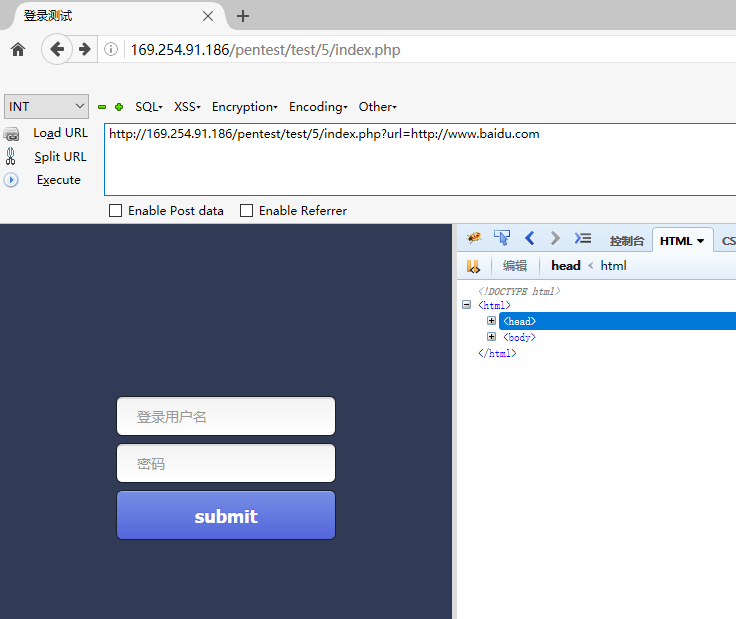 登录测试
169.254.91.186/pentest/test/5/index.php
INT SQL XSS Encryption Encoding Other
Load URL
Split URL
Execute
http://169.254.91.186/pentest/test/5/index.php?url=http://www.baidu.com
Enable Post data Enable Referrer
控制台 HTML CS
编辑 head < html
<!DOCTYPE html>
<html>
<head>
<body>
</html>
登录用户名
密码
submit